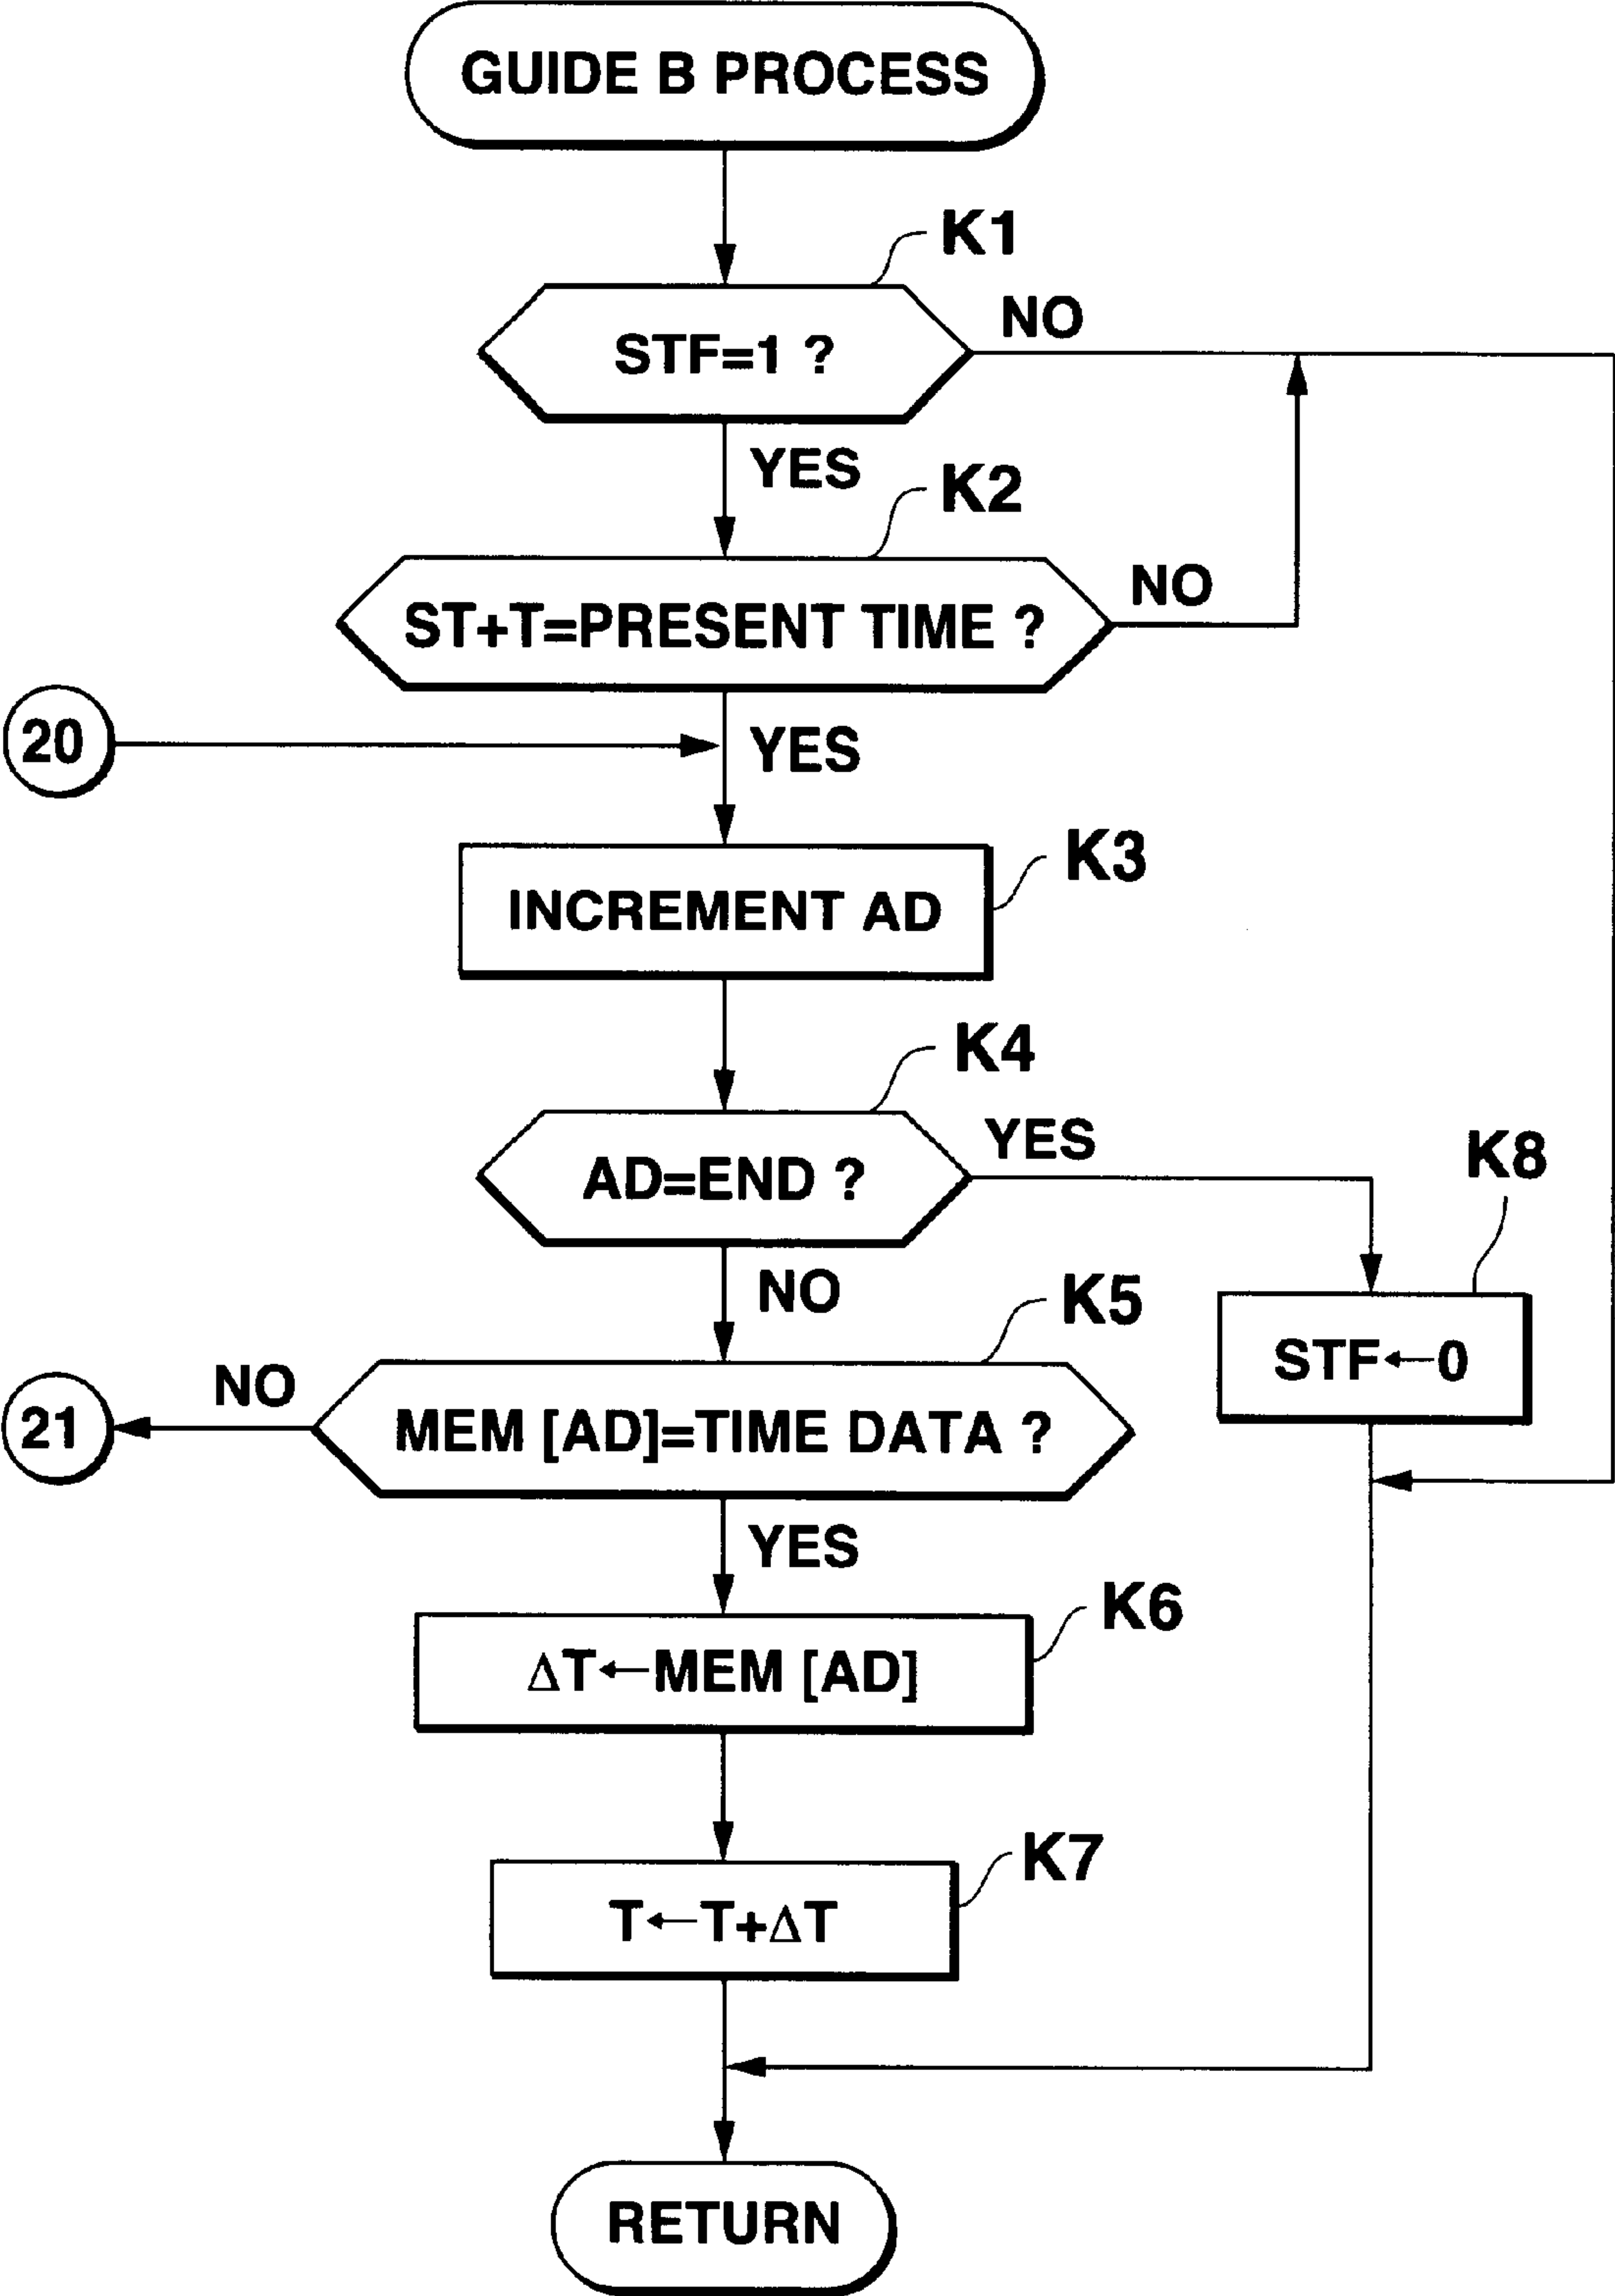 GUIDE B PROCESS
K1
STF=1 ?
NO
YES
K2
ST+T=PRESENT TIME ?
NO
20
YES
K3
INCREMENT AD
K4
AD=END ?
YES
K8
NO
K5
STF←0
NO
21
MEM [AD]=TIME DATA ?
YES
K6
ΔT←MEM [AD]
K7
T←T+ΔT
RETURN